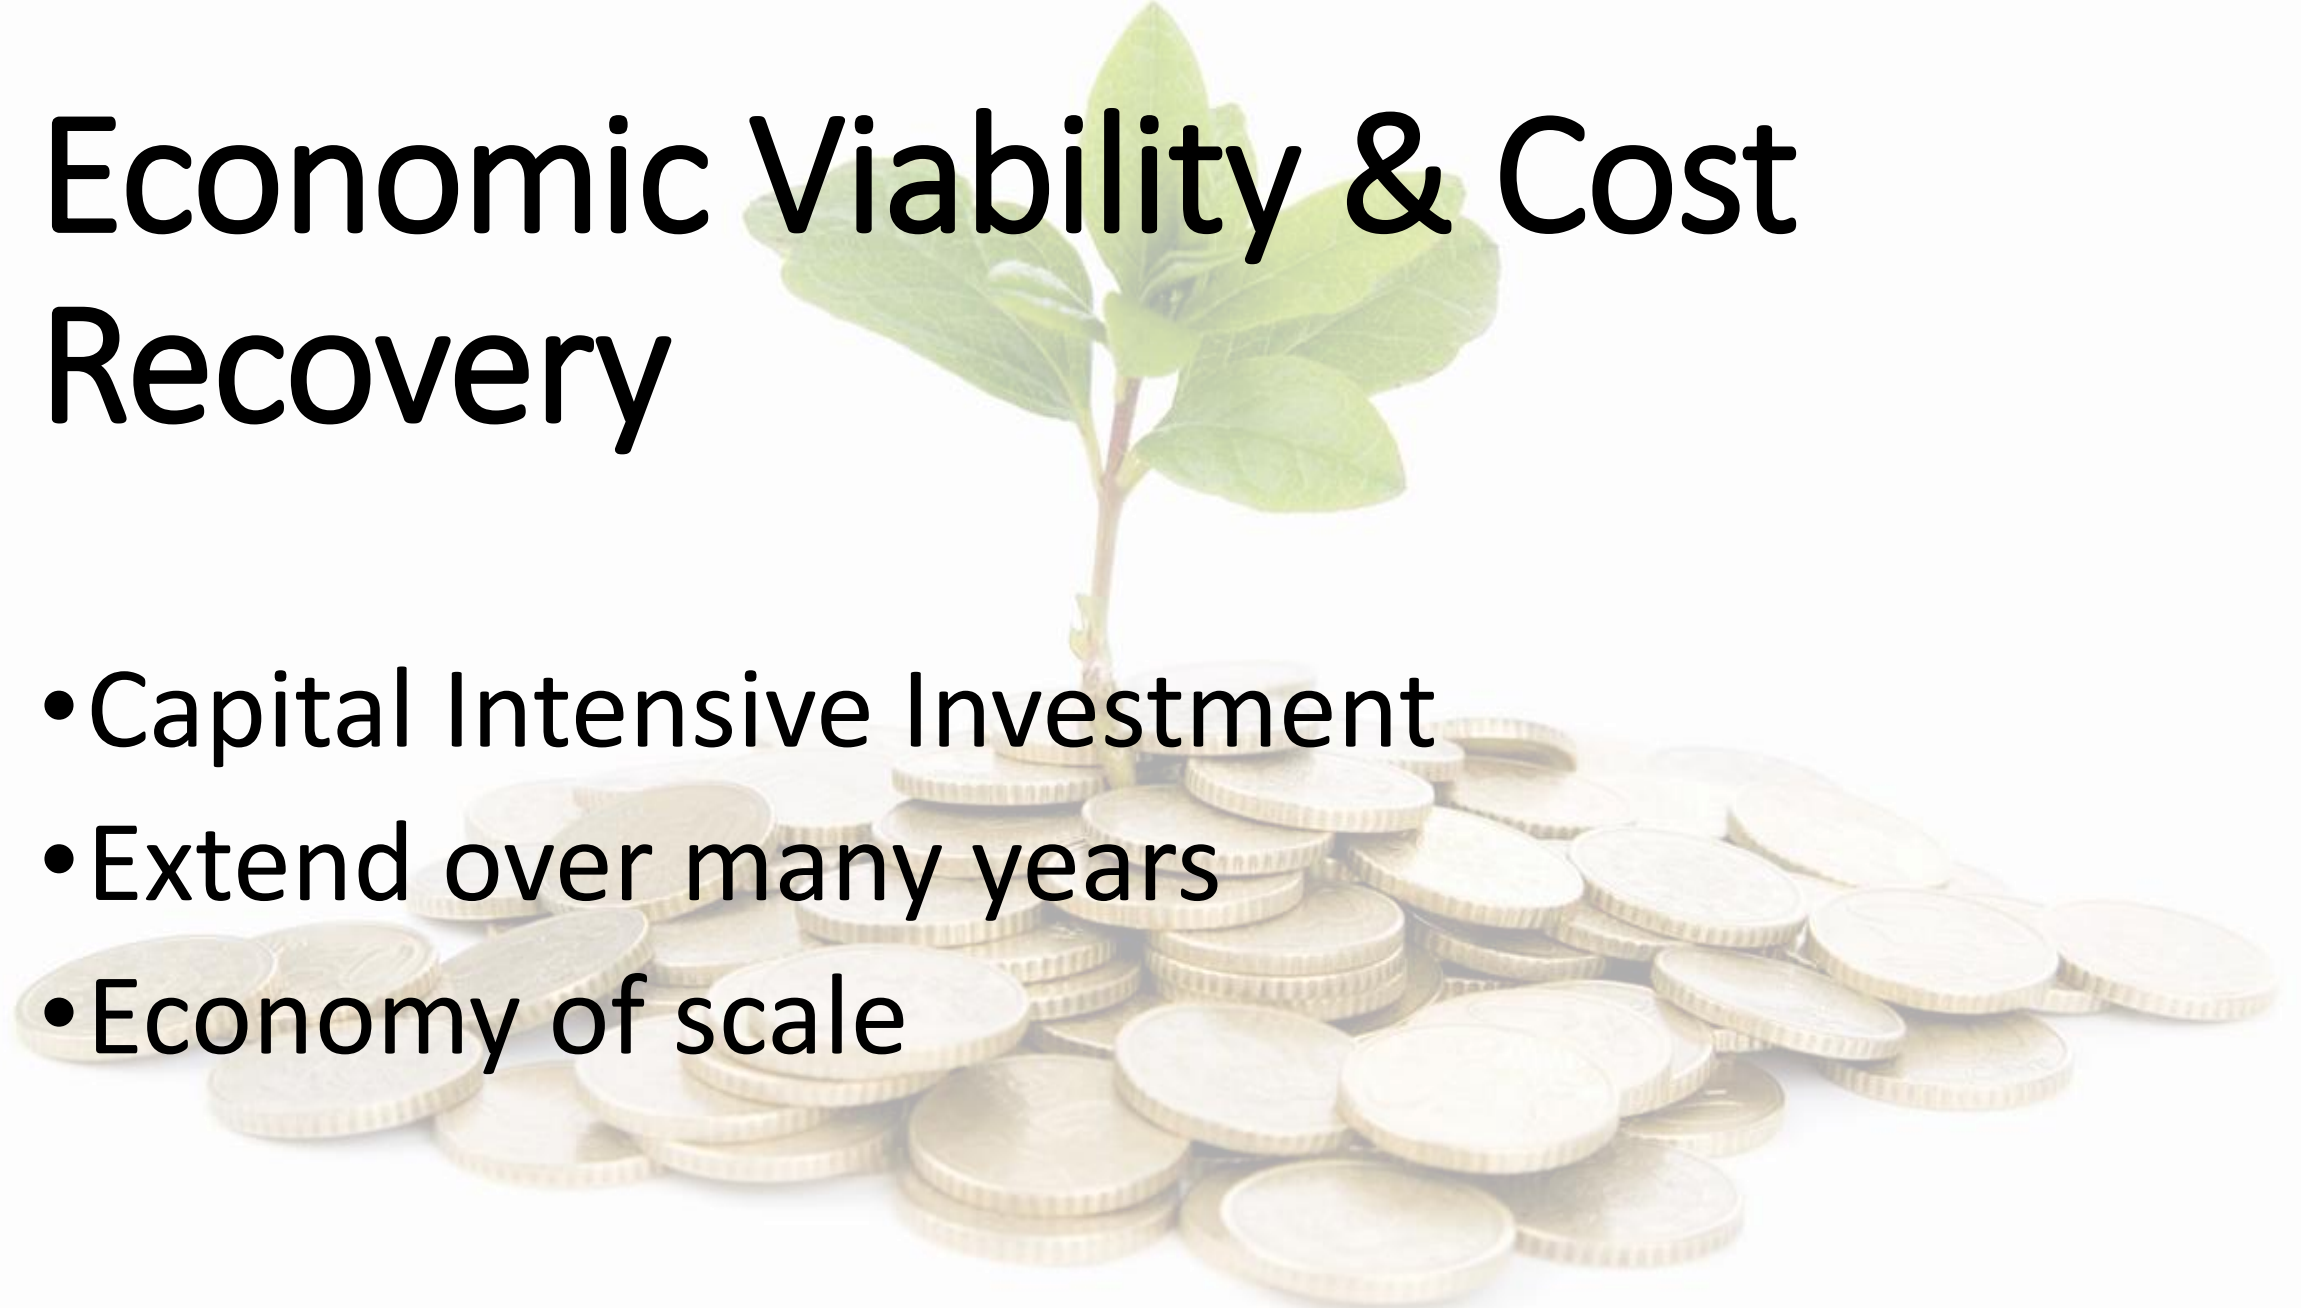 Economic Viability & Cost
Recovery
•Capital Intensive Investment
•Extend over many years
•Economy of scale